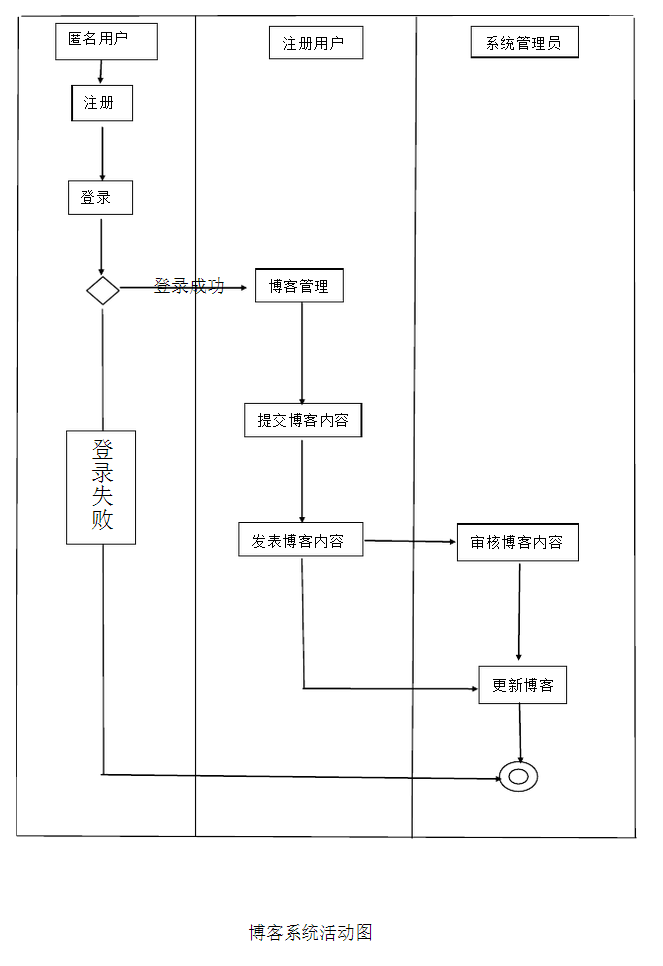 匿名用户
注册用户
系统管理员
注册
登录
登录成功
博客管理
提交博客内容
登
录
失
败
发表博客内容
审核博客内容
更新博客
博客系统活动图